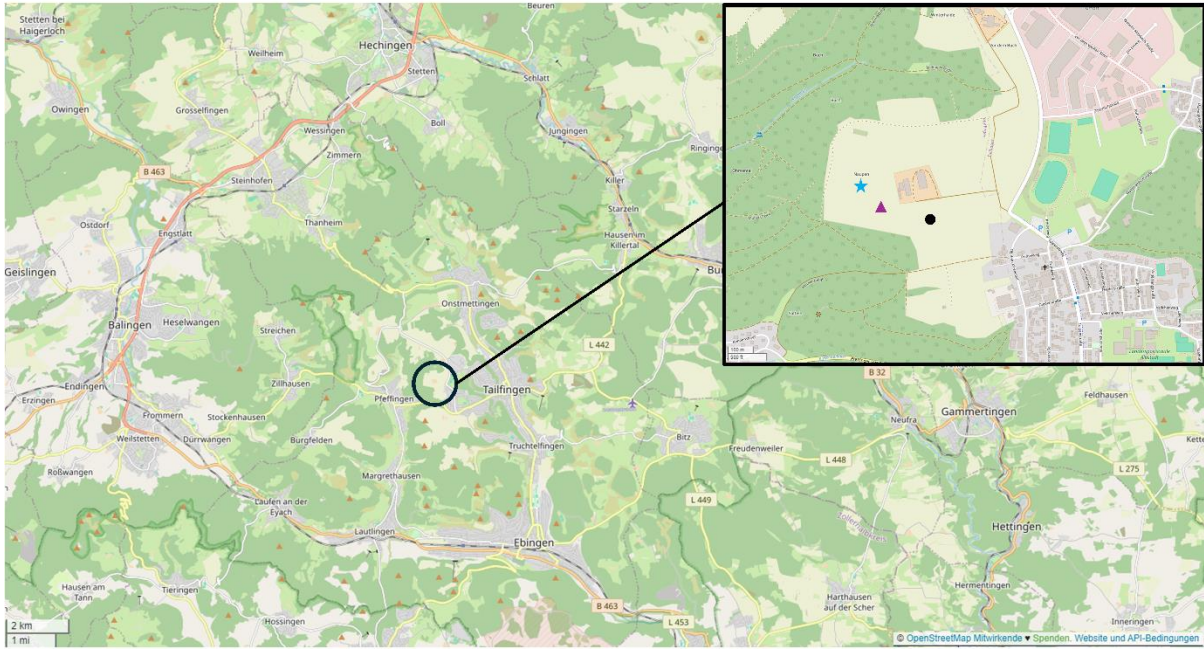 Stetten bei
Haigerloch
Beuren
Weilheim
Hechingen
Stetten
Schlatt
Owingen
Grosselfingen
Boll
Wessingen
Jungingen
Ringingen
Zimmern
B 463
Steinhofen
Killer
Thanheim
Starzeln
Ostdorf
Engstlatt
Hausen im
Killertal
Geislingen
Bur
Onstmettingen
Balingen
Heselwangen
Streichen
L 442
B 32
Endingen
Zillhausen
Pfeffingen
Tailfingen
Erzingen
Frommern
Stockenhausen
Neufra
Gammertingen
Feldhausen
Weilstetten
Dürrwangen
Burgfelden
Truchtelfingen
Bitz
Freudenweiler
L 448
Kette
Roßwangen
Margrethausen
L 275
L 449
Laufen an der
Eyach
Lautlingen
Ebingen
Hettingen
Hausen am
Tann
Tieringen
Hossingen
Harthausen
auf der Scher
Hermentingen
B 463
L 453
Inneringen
2 km
1 mi
P
P
P
© OpenStreetMap Mitwirkende ♥ Spenden. Website und API-Bedingungen